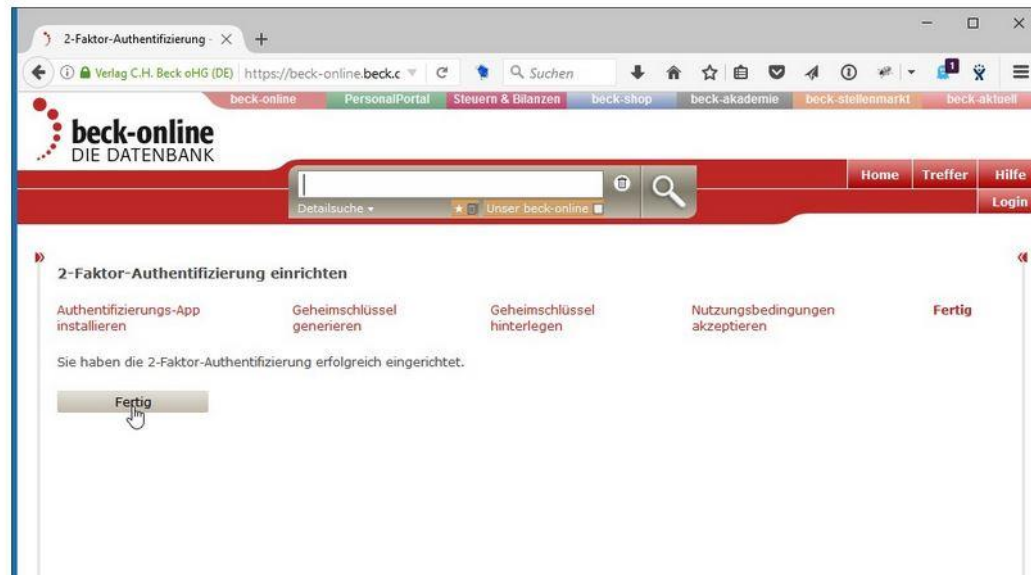 2-Faktor-Authentifizierung -
Verlag C.H. Beck oHG (DE) https://beck-online.beck.c Suchen 1
beck-online PersonalPortal Steuern & Bilanzen beck-shop beck-akademie beck-stellenmarkt beck-aktuell
beck-online
DIE DATENBANK
Home Treffer Hilfe
Detailsuche Unser beck-online
Login
2-Faktor-Authentifizierung einrichten
Authentifizierungs-App installieren
Geheimschlüssel generieren
Geheimschlüssel hinterlegen
Nutzungsbedingungen akzeptieren
Fertig
Sie haben die 2-Faktor-Authentifizierung erfolgreich eingerichtet.
Fertig